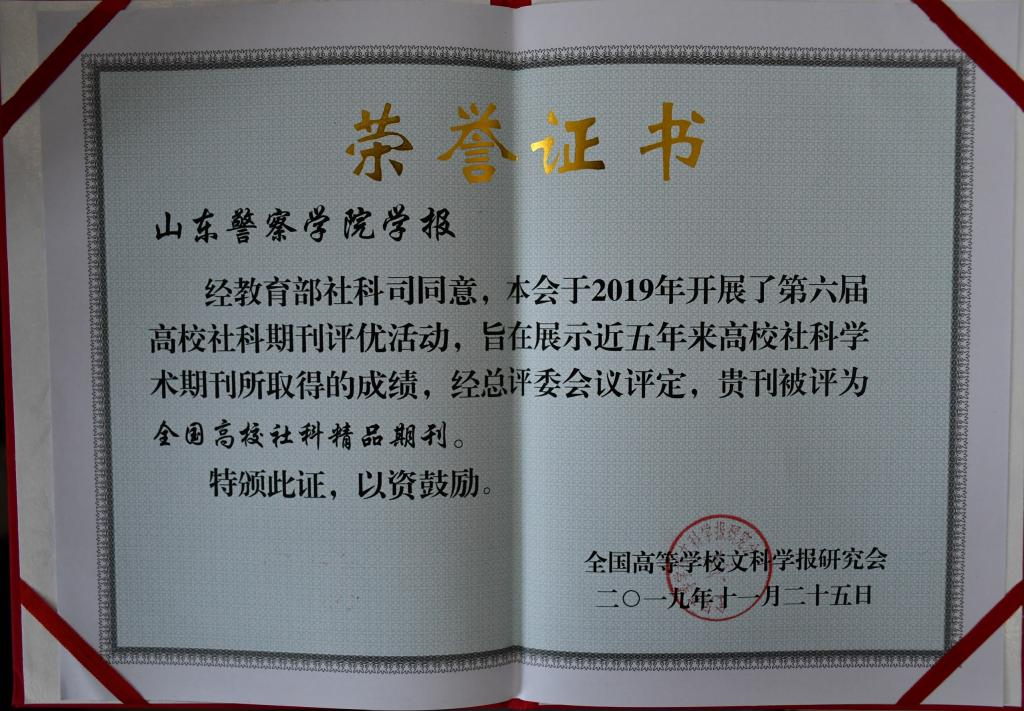 荣誉证书
山东警察学院学报
经教育部社科司同意，本会于2019年开展了第六届
高校社科期刊评优活动，旨在展示近五年来高校社科学
术期刊所取得的成绩，经总评委会议评定，贵刊被评为
全国高校社科精品期刊。
特颁此证，以资鼓励。
全国高等学校文科学报研究会
二〇一九年十一月二十五日